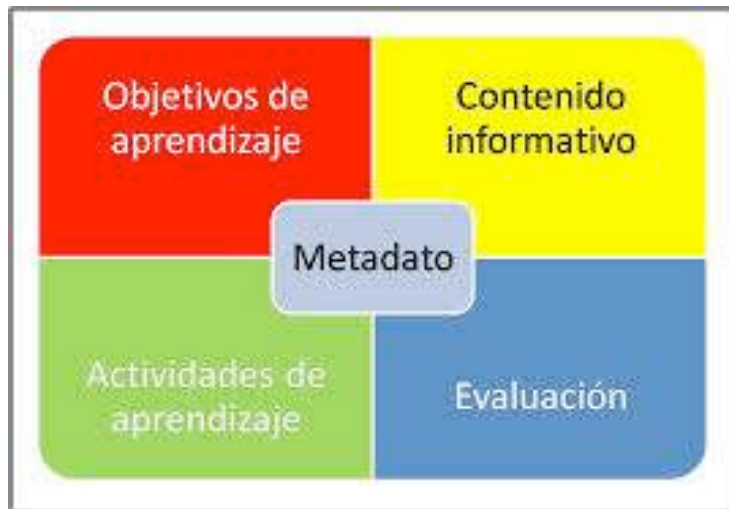 Objetivos de
aprendizaje
Contenido
informativo
Metadato
Actividades de
aprendizaje
Evaluación